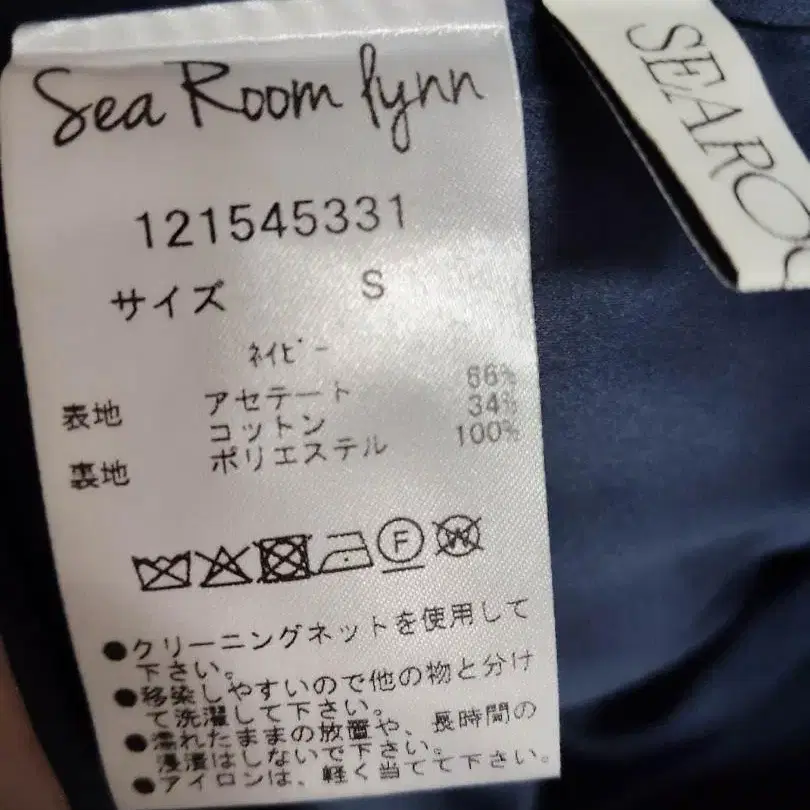 Sea Room lynn
121545331
サイズ S
ネイビー
表地 アセテート 66%
コットン 34%
裏地 ポリエステル 100%
F W
●クリーニングネットを使用して
下さい。
●移染しやすいので他の物と分け
て洗濯して下さい。
●濡れたままの放置や、長時間の
浸漬はしないで下さい。
●アイロンは、軽く当てて下さい。
SEAROO